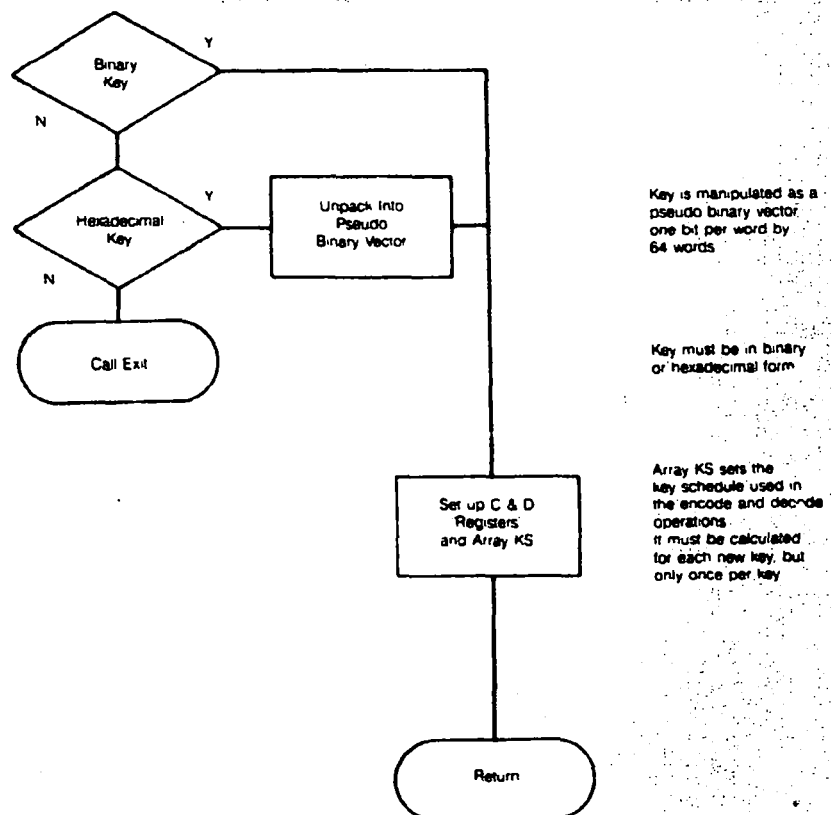 Y
Binary
Key
N
Y
Hexadecimal
Key
N
Unpack Into
Pseudo
Binary Vector
Key is manipulated as a
pseudo binary vector
one bit per word by
64 words
Call Exit
Key must be in binary
or hexadecimal form
Set up C & D
Registers
and Array KS
Array KS sets the
key schedule used in
the encode and decode
operations
It must be calculated
for each new key, but
only once per key
Return